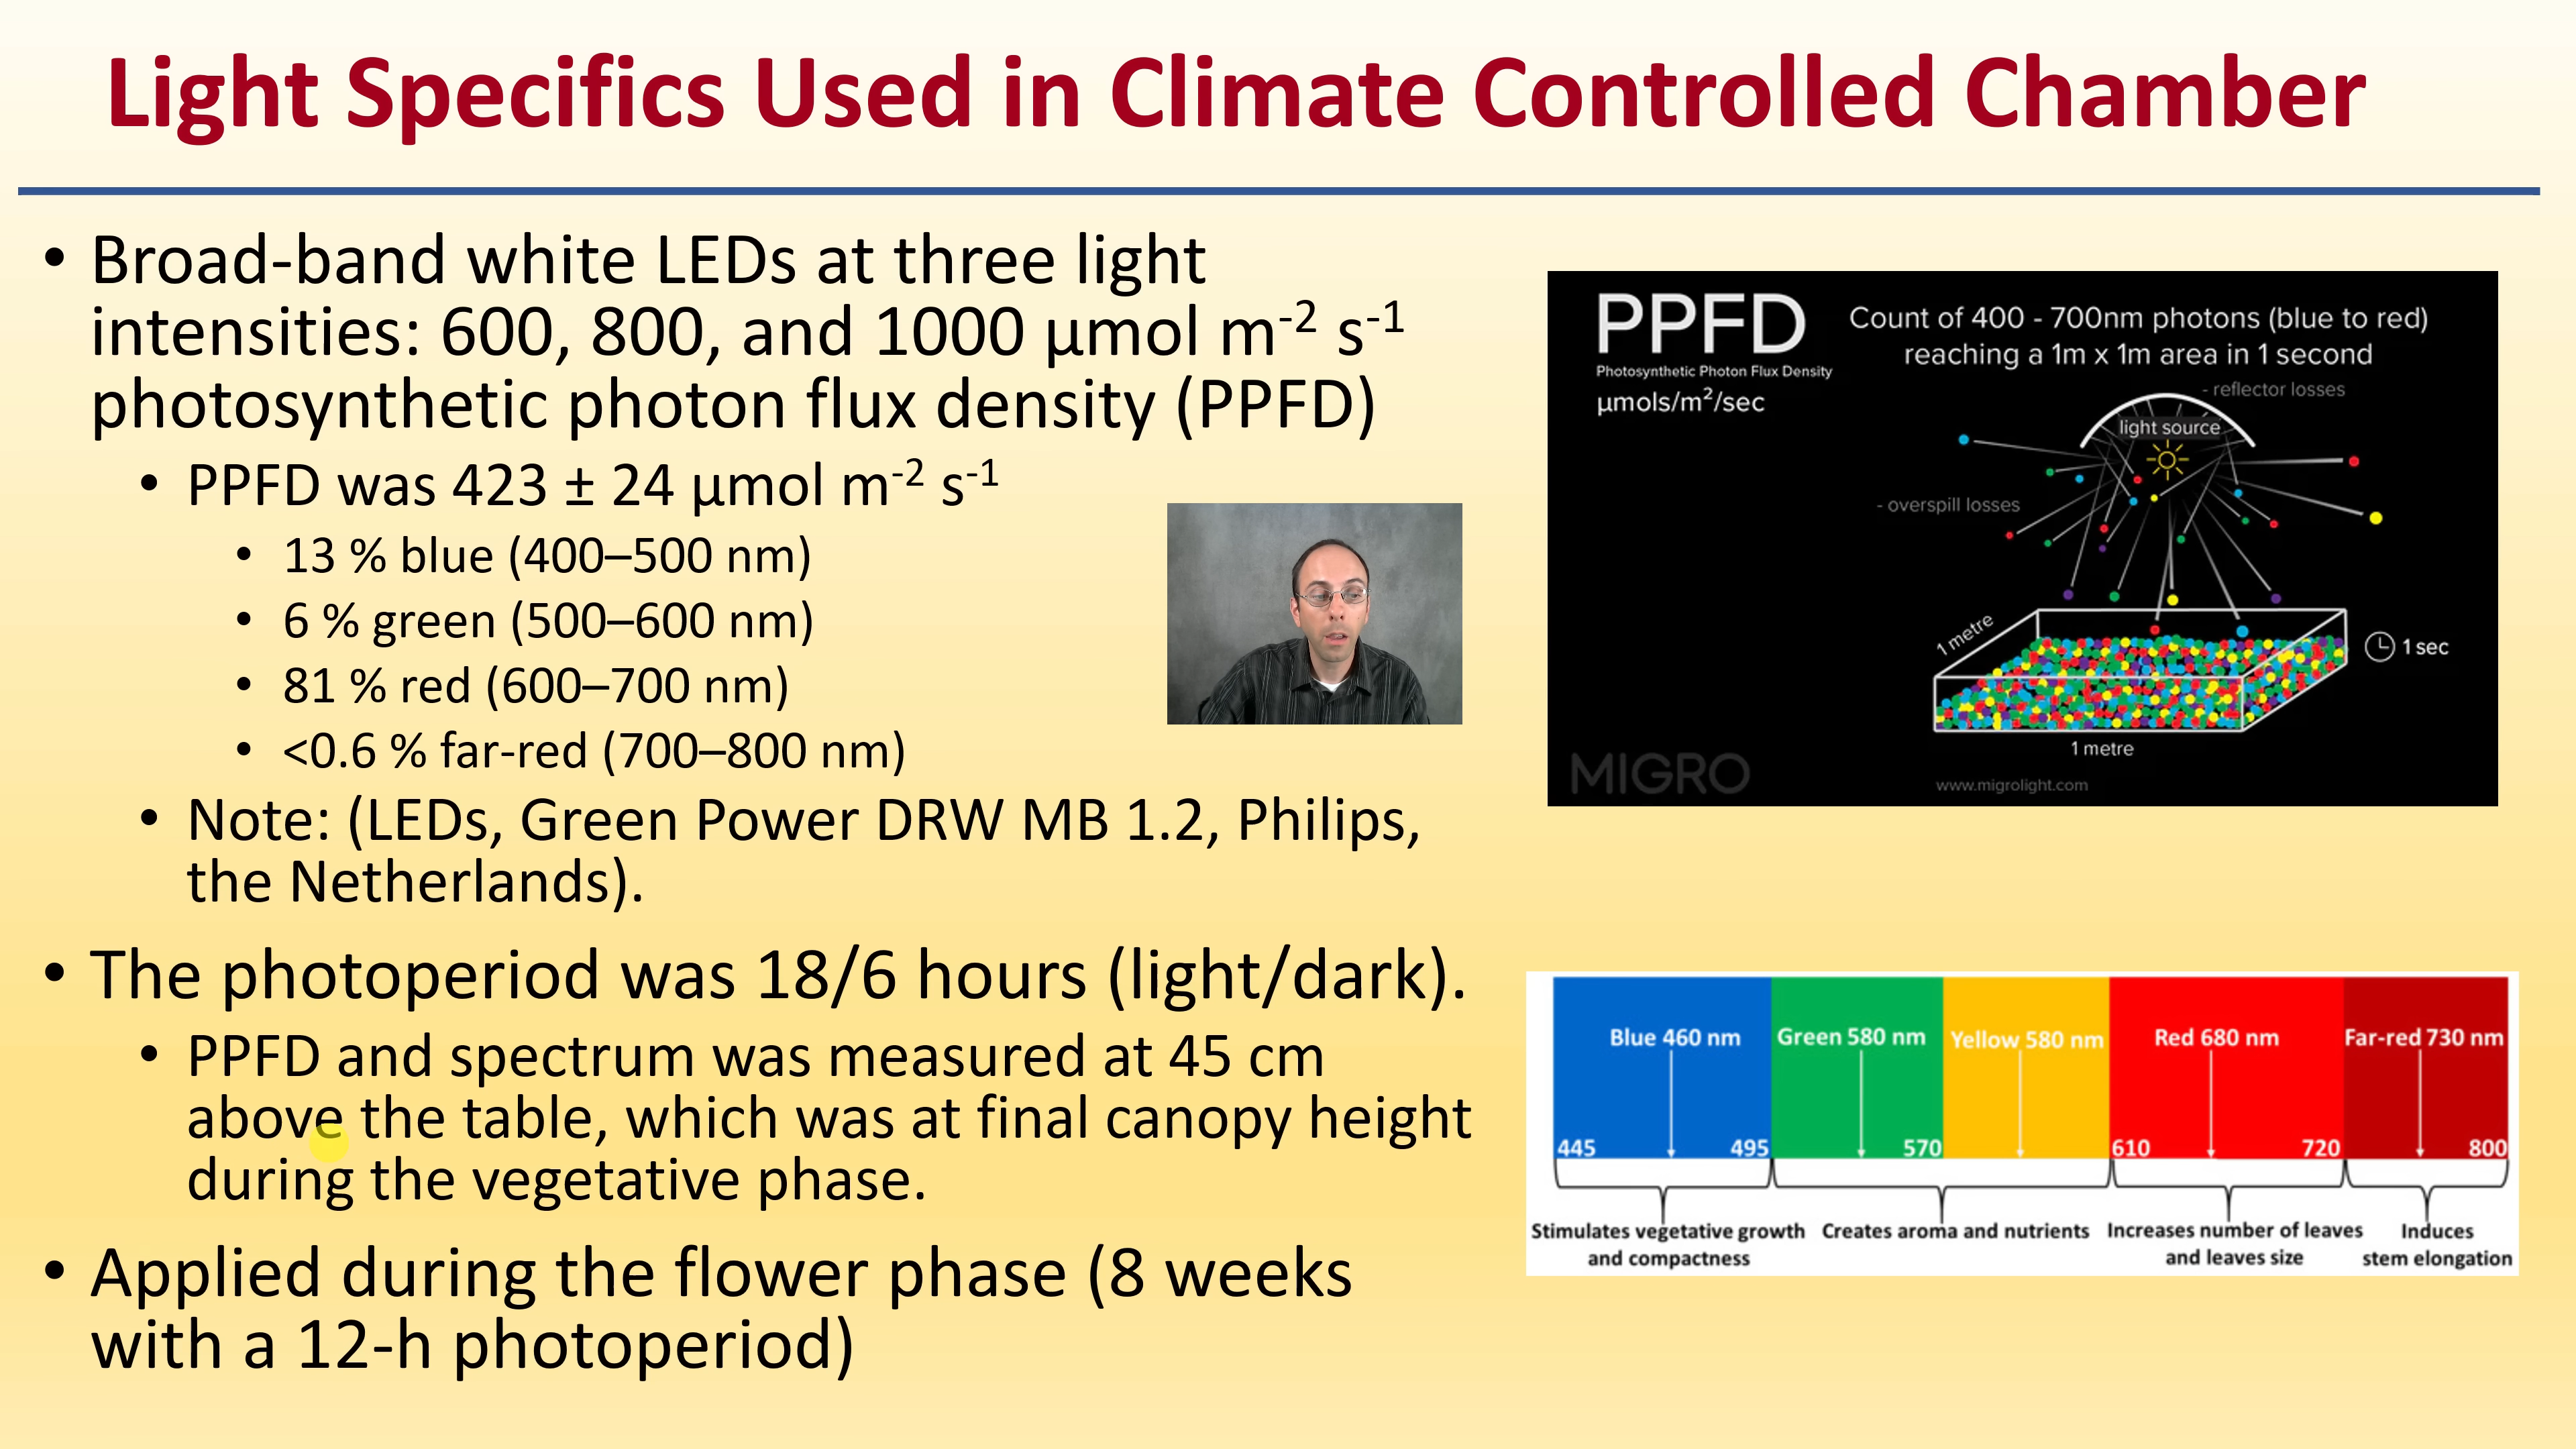 Light Specifics Used in Climate Controlled Chamber
• Broad-band white LEDs at three light
intensities: 600, 800, and 1000 µmol m⁻² s⁻¹
photosynthetic photon flux density (PPFD)
• PPFD was 423 ± 24 µmol m⁻² s⁻¹
• 13 % blue (400–500 nm)
• 6 % green (500–600 nm)
• 81 % red (600–700 nm)
• <0.6 % far-red (700–800 nm)
• Note: (LEDs, Green Power DRW MB 1.2, Philips,
the Netherlands).
• The photoperiod was 18/6 hours (light/dark).
• PPFD and spectrum was measured at 45 cm
above the table, which was at final canopy height
during the vegetative phase.
• Applied during the flower phase (8 weeks
with a 12-h photoperiod)
PPFD
Photosynthetic Photon Flux Density
µmols/m²/sec
Count of 400 - 700nm photons (blue to red)
reaching a 1m x 1m area in 1 second
- reflector losses
light source
- overspill losses
1 metre
1 sec
1 metre
MIGRO
www.migrolight.com
Blue 460 nm Green 580 nm Yellow 580 nm Red 680 nm Far-red 730 nm
445 495 570 610 720 800
Stimulates vegetative growth
and compactness
Creates aroma and nutrients
Increases number of leaves
and leaves size
Induces
stem elongation